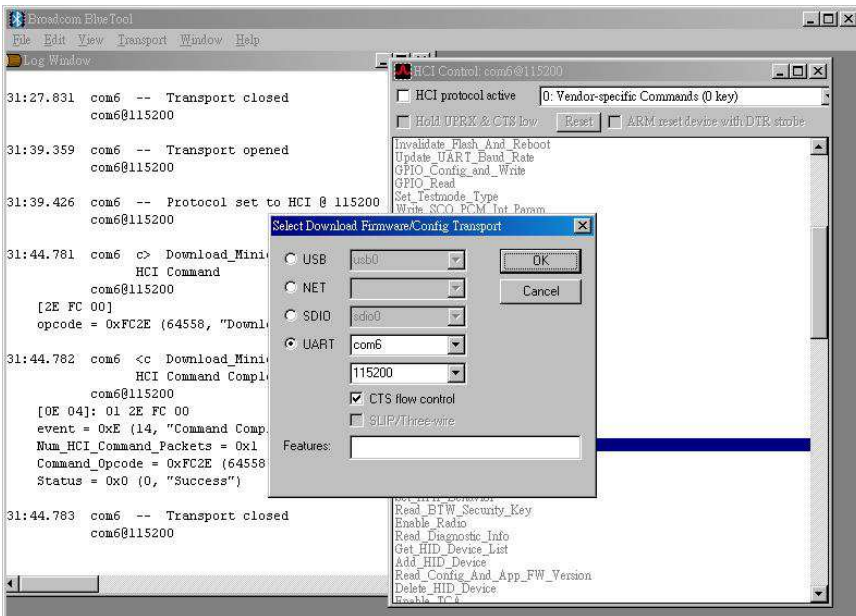 Broadcom BlueTool
File Edit View Transport Window Help
Log Window
31:27.831 com6 -- Transport closed
com6@115200
31:39.359 com6 -- Transport opened
com6@115200
31:39.426 com6 -- Protocol set to HCI @ 115200
com6@115200
31:44.781 com6 c> Download_Mini
HCI Command
com6@115200
[2E FC 00]
opcode = 0xFC2E (64558, "Downl
31:44.782 com6 <c Download_Mini
HCI Command Compl
com6@115200
[0E 04]: 01 2E FC 00
event = 0xE (14, "Command Comp
Num_HCI_Command_Packets = 0x1
Command_Opcode = 0xFC2E (64558
Status = 0x0 (0, "Success")
31:44.783 com6 -- Transport closed
com6@115200
HCI Control: com6@115200
HCI protocol active 0: Vendor-specific Commands (0 key)
Hold UPRX & CTS low Reset ARM reset device with DTR strobe
Invalidate_Flash_And_Reboot
Update_UART_Baud_Rate
GPIO_Config_and_Write
GPIO_Read
Set_Testmode_Type
Write_SCO_PCM_Int_Param
Select Download Firmware/Config Transport
USB usb0 OK
NET Cancel
SDIO sdio0
UART com6
115200
CTS flow control
SLIP/Three-wire
Features:
Read_BTW_Security_Key
Enable_Radio
Read_Diagnostic_Info
Get_HID_Device_List
Add_HID_Device
Read_Config_And_App_FW_Version
Delete_HID_Device
Enable_TCA